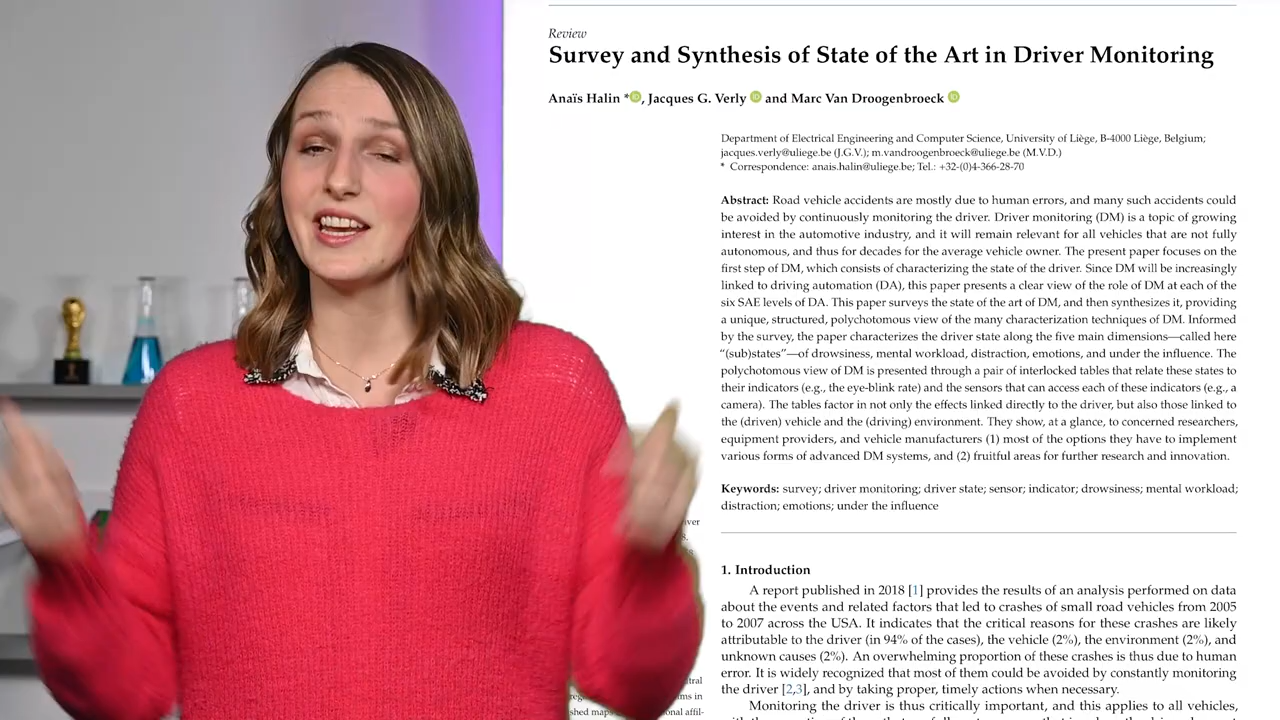 Review
Survey and Synthesis of State of the Art in Driver Monitoring
Anaïs Halin *, Jacques G. Verly and Marc Van Droogenbroeck
Department of Electrical Engineering and Computer Science, University of Liège, B-4000 Liège, Belgium;
jacques.verly@uliege.be (J.G.V.); m.vandroogenbroeck@uliege.be (M.V.D.)
* Correspondence: anais.halin@uliege.be; Tel.: +32-(0)4-366-28-70
Abstract: Road vehicle accidents are mostly due to human errors, and many such accidents could
be avoided by continuously monitoring the driver. Driver monitoring (DM) is a topic of growing
interest in the automotive industry, and it will remain relevant for all vehicles that are not fully
autonomous, and thus for decades for the average vehicle owner. The present paper focuses on the
first step of DM, which consists of characterizing the state of the driver. Since DM will be increasingly
linked to driving automation (DA), this paper presents a clear view of the role of DM at each of the
six SAE levels of DA. This paper surveys the state of the art of DM, and then synthesizes it, providing
a unique, structured, polychotomous view of the many characterization techniques of DM. Informed
by the survey, the paper characterizes the driver state along the five main dimensions—called here
“(sub)states”—of drowsiness, mental workload, distraction, emotions, and under the influence. The
polychotomous view of DM is presented through a pair of interlocked tables that relate these states to
their indicators (e.g., the eye-blink rate) and the sensors that can access each of these indicators (e.g., a
camera). The tables factor in not only the effects linked directly to the driver, but also those linked to
the (driven) vehicle and the (driving) environment. They show, at a glance, to concerned researchers,
equipment providers, and vehicle manufacturers (1) most of the options they have to implement
various forms of advanced DM systems, and (2) fruitful areas for further research and innovation.
Keywords: survey; driver monitoring; driver state; sensor; indicator; drowsiness; mental workload;
distraction; emotions; under the influence
1. Introduction
A report published in 2018 [1] provides the results of an analysis performed on data
about the events and related factors that led to crashes of small road vehicles from 2005
to 2007 across the USA. It indicates that the critical reasons for these crashes are likely
attributable to the driver (in 94% of the cases), the vehicle (2%), the environment (2%), and
unknown causes (2%). An overwhelming proportion of these crashes is thus due to human
error. It is widely recognized that most of them could be avoided by constantly monitoring
the driver [2,3], and by taking proper, timely actions when necessary.
Monitoring the driver is thus critically important, and this applies to all vehicles,